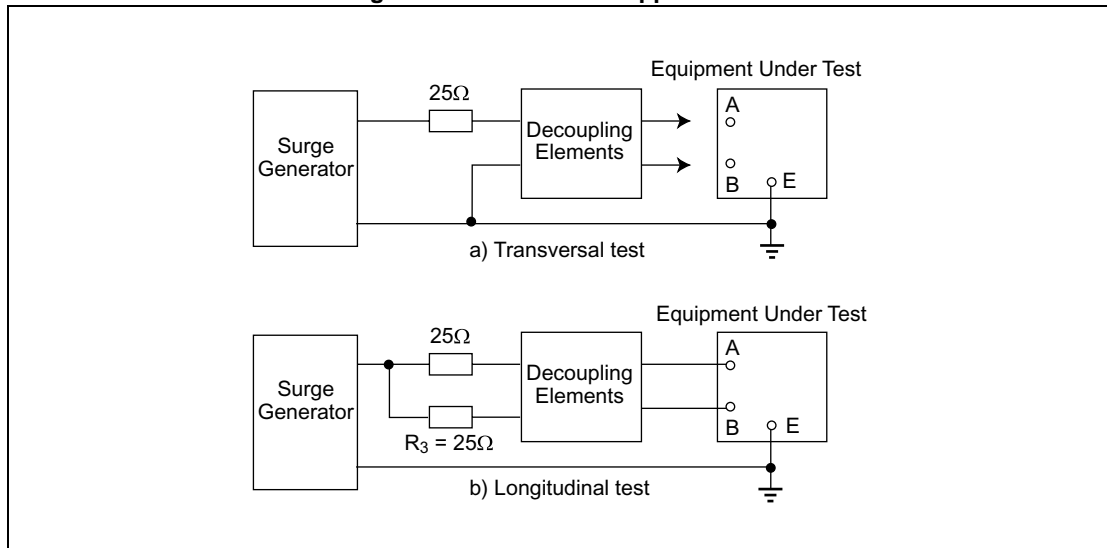 Equipment Under Test
25Ω
A
Surge
Generator
Decoupling
Elements
B
E
a) Transversal test
Equipment Under Test
25Ω
A
Surge
Generator
Decoupling
Elements
B
E
R₃ = 25Ω
b) Longitudinal test